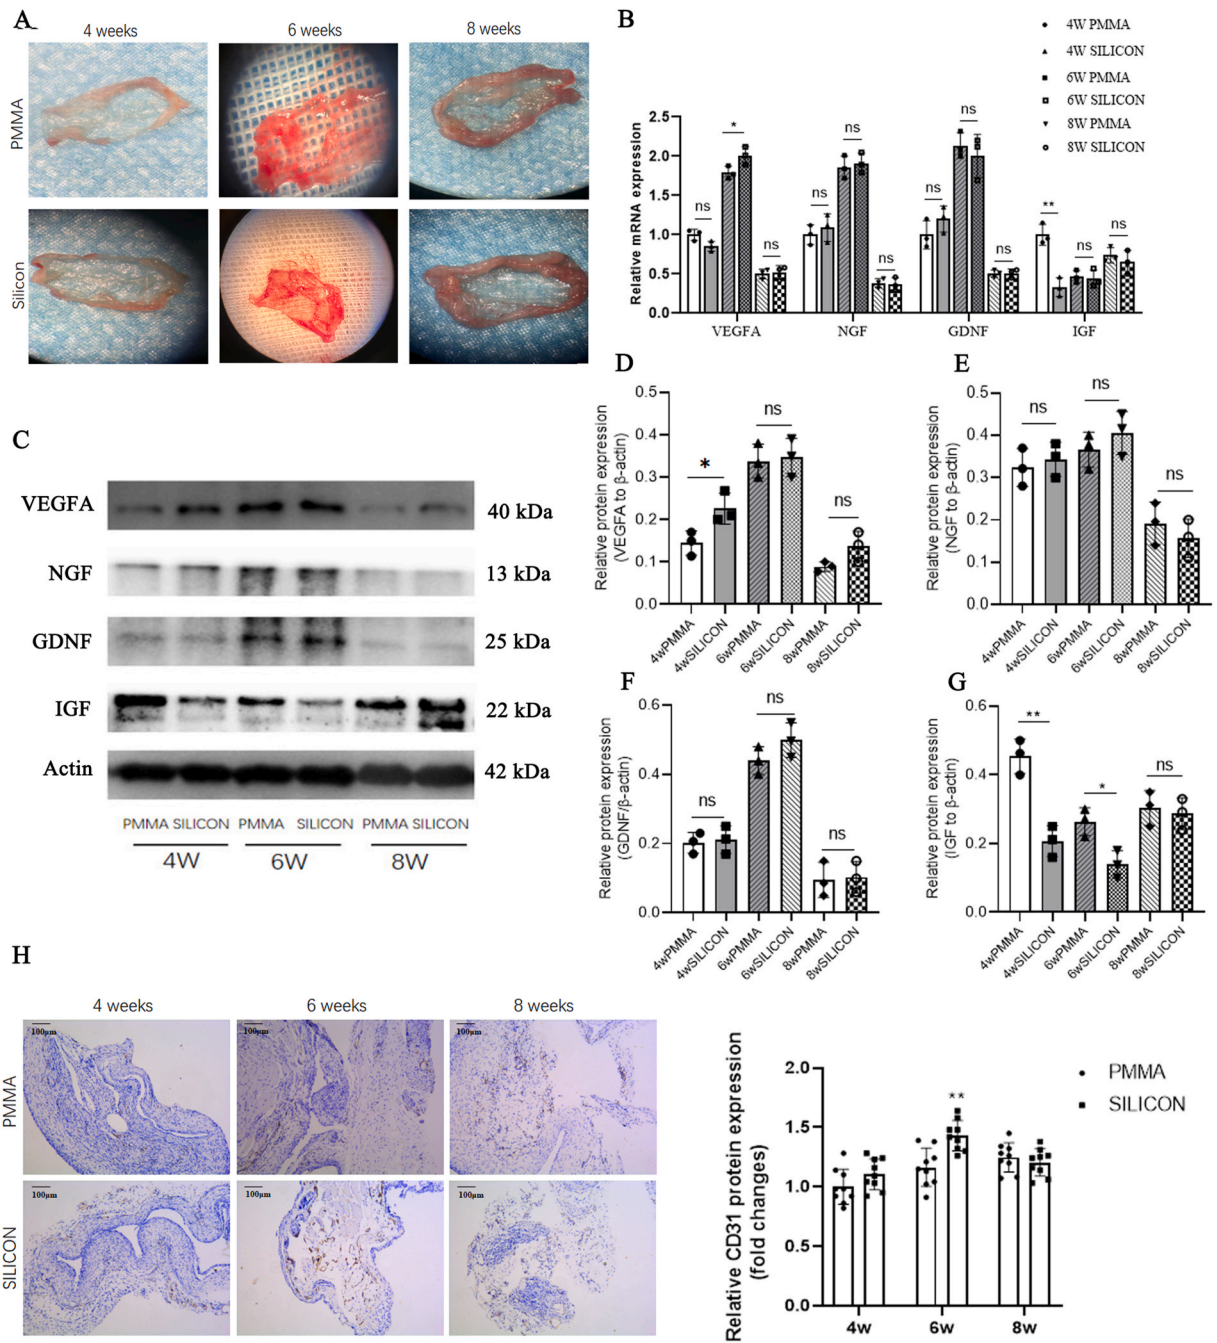 A
4 weeks
6 weeks
8 weeks
PMMA
Silicon
B
4W PMMA
4W SILICON
6W PMMA
6W SILICON
8W PMMA
8W SILICON
Relative mRNA expression
2.5
2.0
1.5
1.0
0.5
0.0
ns
*
ns
ns
ns
ns
ns
ns
ns
**
ns
ns
VEGFA
NGF
GDNF
IGF
C
VEGFA
40 kDa
NGF
13 kDa
GDNF
25 kDa
IGF
22 kDa
Actin
42 kDa
PMMA SILICON PMMA SILICON PMMA SILICON
4W 6W 8W
D
Relative protein expression
(VEGFA to β-actin)
0.5
0.4
0.3
0.2
0.1
0.0
*
ns
ns
4wPMMA
4wSILICON
6wPMMA
6wSILICON
8wPMMA
8wSILICON
E
Relative protein expression
(NGF to β-actin)
0.5
0.4
0.3
0.2
0.1
0.0
ns
ns
ns
4wPMMA
4wSILICON
6wPMMA
6wSILICON
8wPMMA
8wSILICON
F
Relative protein expression
(GDNF/β-actin)
0.6
0.4
0.2
0.0
ns
ns
ns
4wPMMA
4wSILICON
6wPMMA
6wSILICON
8wPMMA
8wSILICON
G
Relative protein expression
(IGF to β-actin)
0.6
0.4
0.2
0.0
**
*
ns
4wPMMA
4wSILICON
6wPMMA
6wSILICON
8wPMMA
8wSILICON
H
4 weeks
6 weeks
8 weeks
PMMA
100μm
100μm
100μm
SILICON
100μm
100μm
100μm
Relative CD31 protein expression
(fold changes)
2.0
1.5
1.0
0.5
0.0
**
4w
6w
8w
PMMA
SILICON